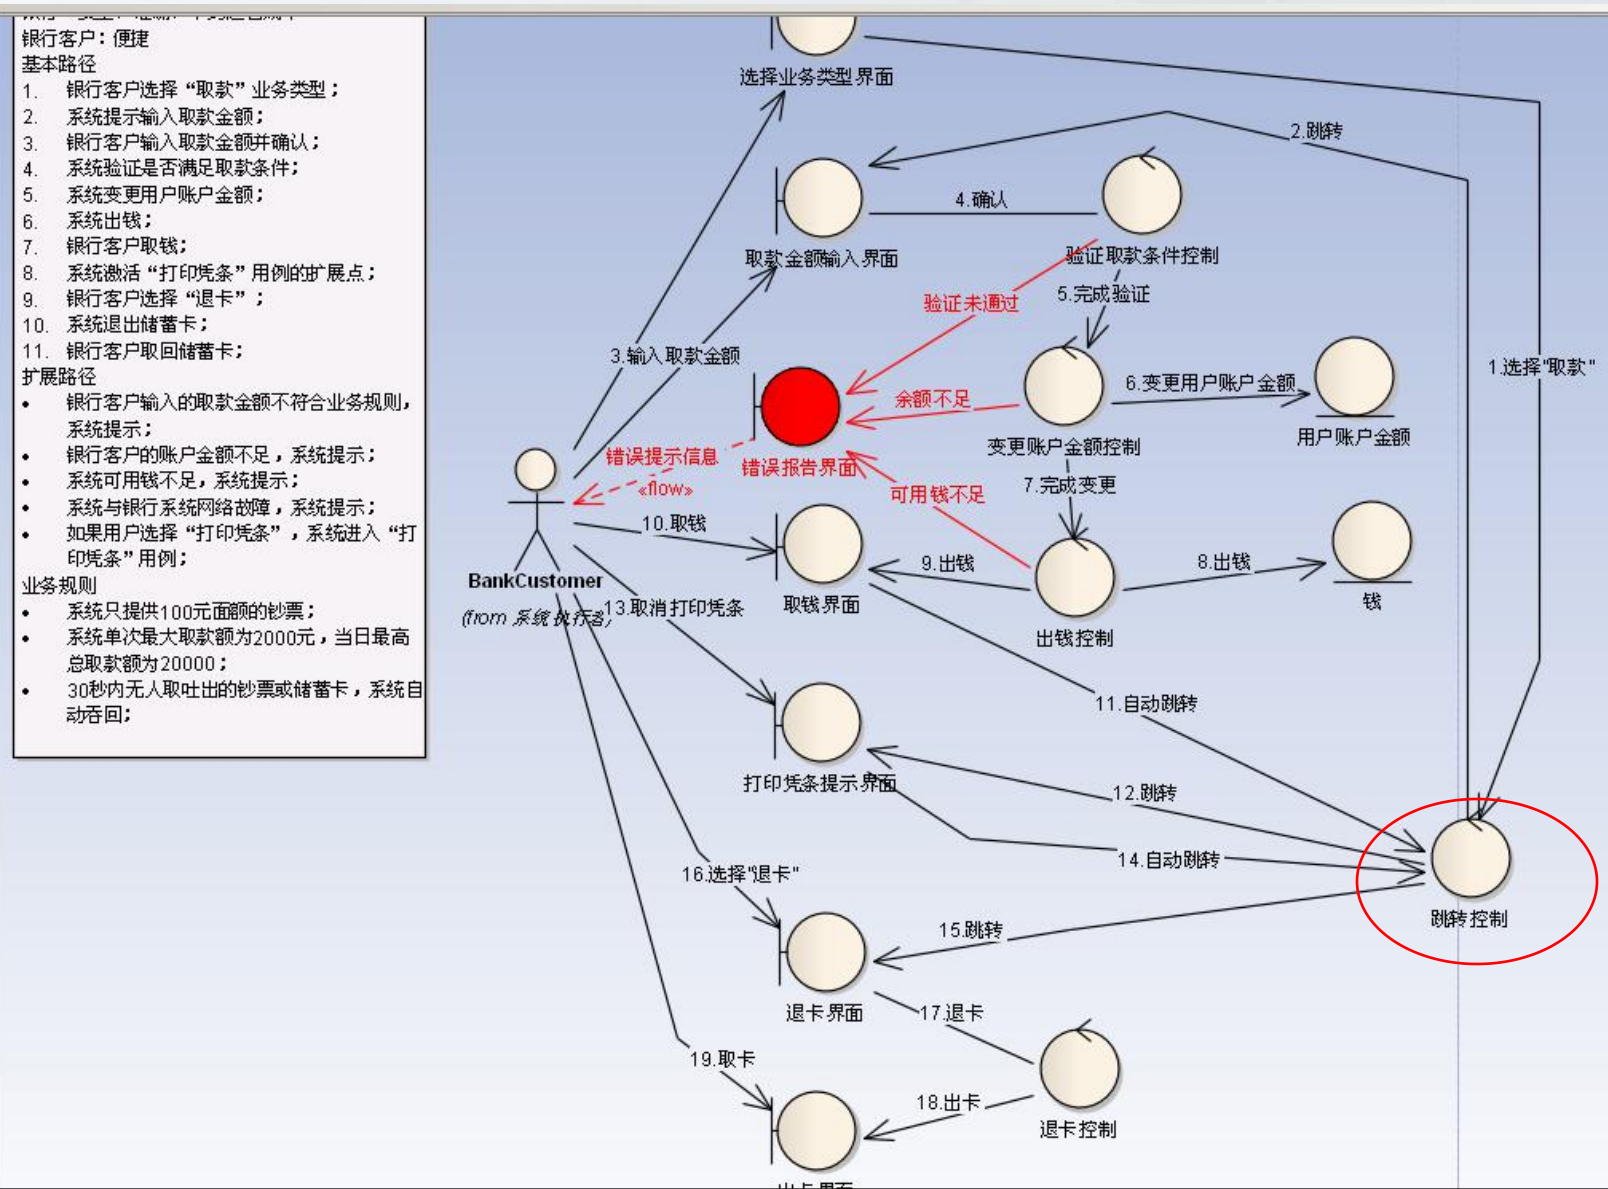 银行客户：便捷
基本路径
1. 银行客户选择“取款”业务类型；
2. 系统提示输入取款金额；
3. 银行客户输入取款金额并确认；
4. 系统验证是否满足取款条件；
5. 系统变更用户账户金额；
6. 系统出钱；
7. 银行客户取钱；
8. 系统激活“打印凭条”用例的扩展点；
9. 银行客户选择“退卡”；
10. 系统退出储蓄卡；
11. 银行客户取回储蓄卡；
扩展路径
• 银行客户输入的取款金额不符合业务规则，
系统提示；
• 银行客户的账户金额不足，系统提示；
• 系统可用钱不足，系统提示；
• 系统与银行系统网络故障，系统提示；
• 如果用户选择“打印凭条”，系统进入“打
印凭条”用例；
业务规则
• 系统只提供100元面额的钞票；
• 系统单次最大取款额为2000元，当日最高
总取款额为20000；
• 30秒内无人取吐出的钞票或储蓄卡，系统自
动吞回；
选择业务类型界面
2.跳转
4.确认
取款金额输入界面
验证取款条件控制
验证未通过
5.完成验证
3.输入取款金额
1.选择"取款"
6.变更用户账户金额
余额不足
用户账户金额
变更账户金额控制
错误提示信息
错误报告界面
«flow»
可用钱不足
7.完成变更
10.取钱
9.出钱
8.出钱
BankCustomer
(from 系统执行者)
13.取消打印凭条
取钱界面
钱
出钱控制
11.自动跳转
打印凭条提示界面
12.跳转
14.自动跳转
16.选择"退卡"
跳转控制
15.跳转
退卡界面
17.退卡
19.取卡
18.出卡
退卡控制
出卡界面